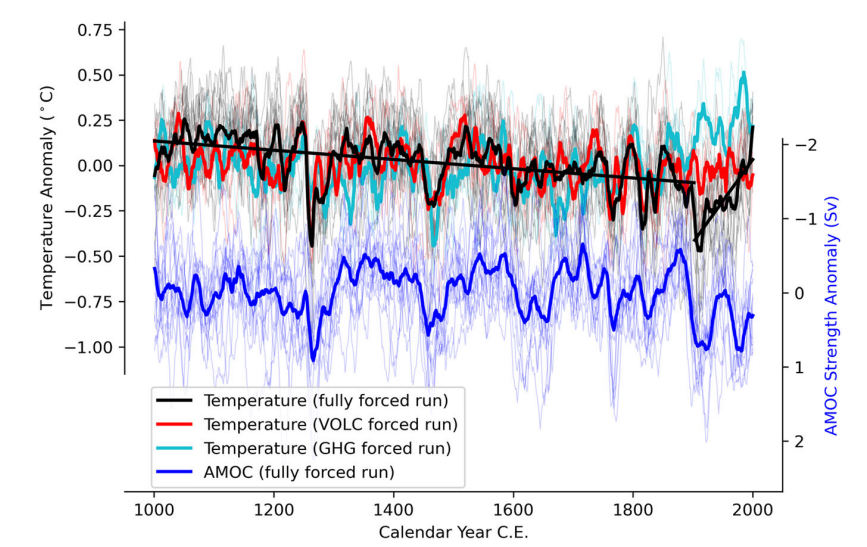 0.75
0.50
0.25
0.00
−0.25
−0.50
−0.75
−1.00
Temperature Anomaly (°C)
−2
−1
0
1
2
AMOC Strength Anomaly (Sv)
Temperature (fully forced run)
Temperature (VOLC forced run)
Temperature (GHG forced run)
AMOC (fully forced run)
1000 1200 1400 1600 1800 2000
Calendar Year C.E.